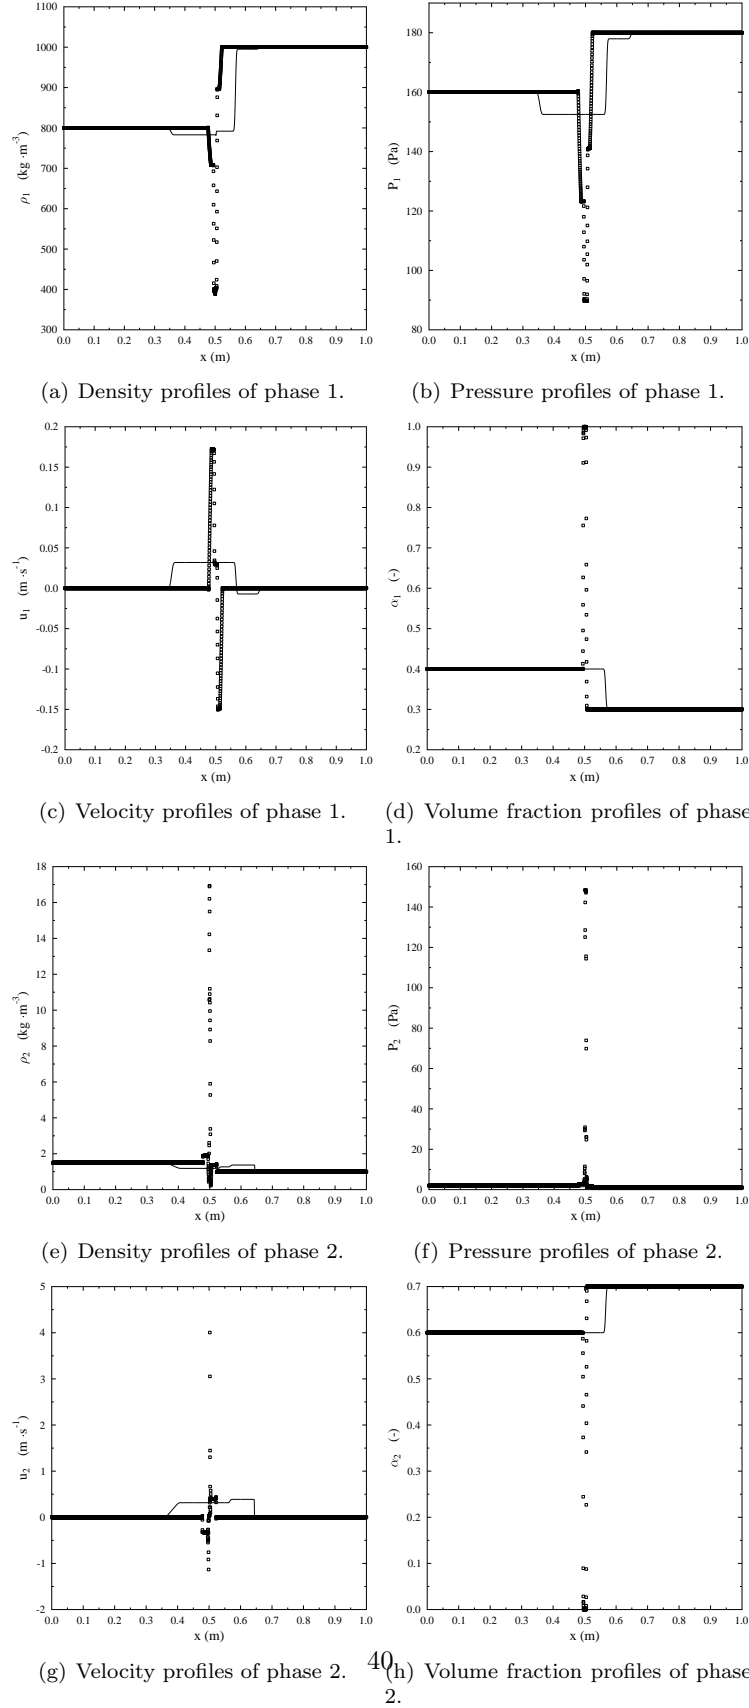 1100
1000
900
800
700
600
500
400
300
ρ₁ (kg ·m⁻³)
0.0 0.1 0.2 0.3 0.4 0.5 0.6 0.7 0.8 0.9 1.0
x (m)
180
160
140
120
100
80
P₁ (Pa)
0.0 0.1 0.2 0.3 0.4 0.5 0.6 0.7 0.8 0.9 1.0
x (m)
(a) Density profiles of phase 1.
(b) Pressure profiles of phase 1.
0.2
0.15
0.1
0.05
0.0
-0.05
-0.1
-0.15
-0.2
u₁ (m ·s⁻¹)
0.0 0.1 0.2 0.3 0.4 0.5 0.6 0.7 0.8 0.9 1.0
x (m)
1.0
0.9
0.8
0.7
0.6
0.5
0.4
0.3
0.2
α₁ (-)
0.0 0.1 0.2 0.3 0.4 0.5 0.6 0.7 0.8 0.9 1.0
x (m)
(c) Velocity profiles of phase 1.
(d) Volume fraction profiles of phase
1.
18
16
14
12
10
8
6
4
2
0
ρ₂ (kg ·m⁻³)
0.0 0.1 0.2 0.3 0.4 0.5 0.6 0.7 0.8 0.9 1.0
x (m)
160
140
120
100
80
60
40
20
0
P₂ (Pa)
0.0 0.1 0.2 0.3 0.4 0.5 0.6 0.7 0.8 0.9 1.0
x (m)
(e) Density profiles of phase 2.
(f) Pressure profiles of phase 2.
5
4
3
2
1
0
-1
-2
u₂ (m ·s⁻¹)
0.0 0.1 0.2 0.3 0.4 0.5 0.6 0.7 0.8 0.9 1.0
x (m)
0.7
0.6
0.5
0.4
0.3
0.2
0.1
0.0
α₂ (-)
0.0 0.1 0.2 0.3 0.4 0.5 0.6 0.7 0.8 0.9 1.0
x (m)
(g) Velocity profiles of phase 2.
40
(h) Volume fraction profiles of phase
2.